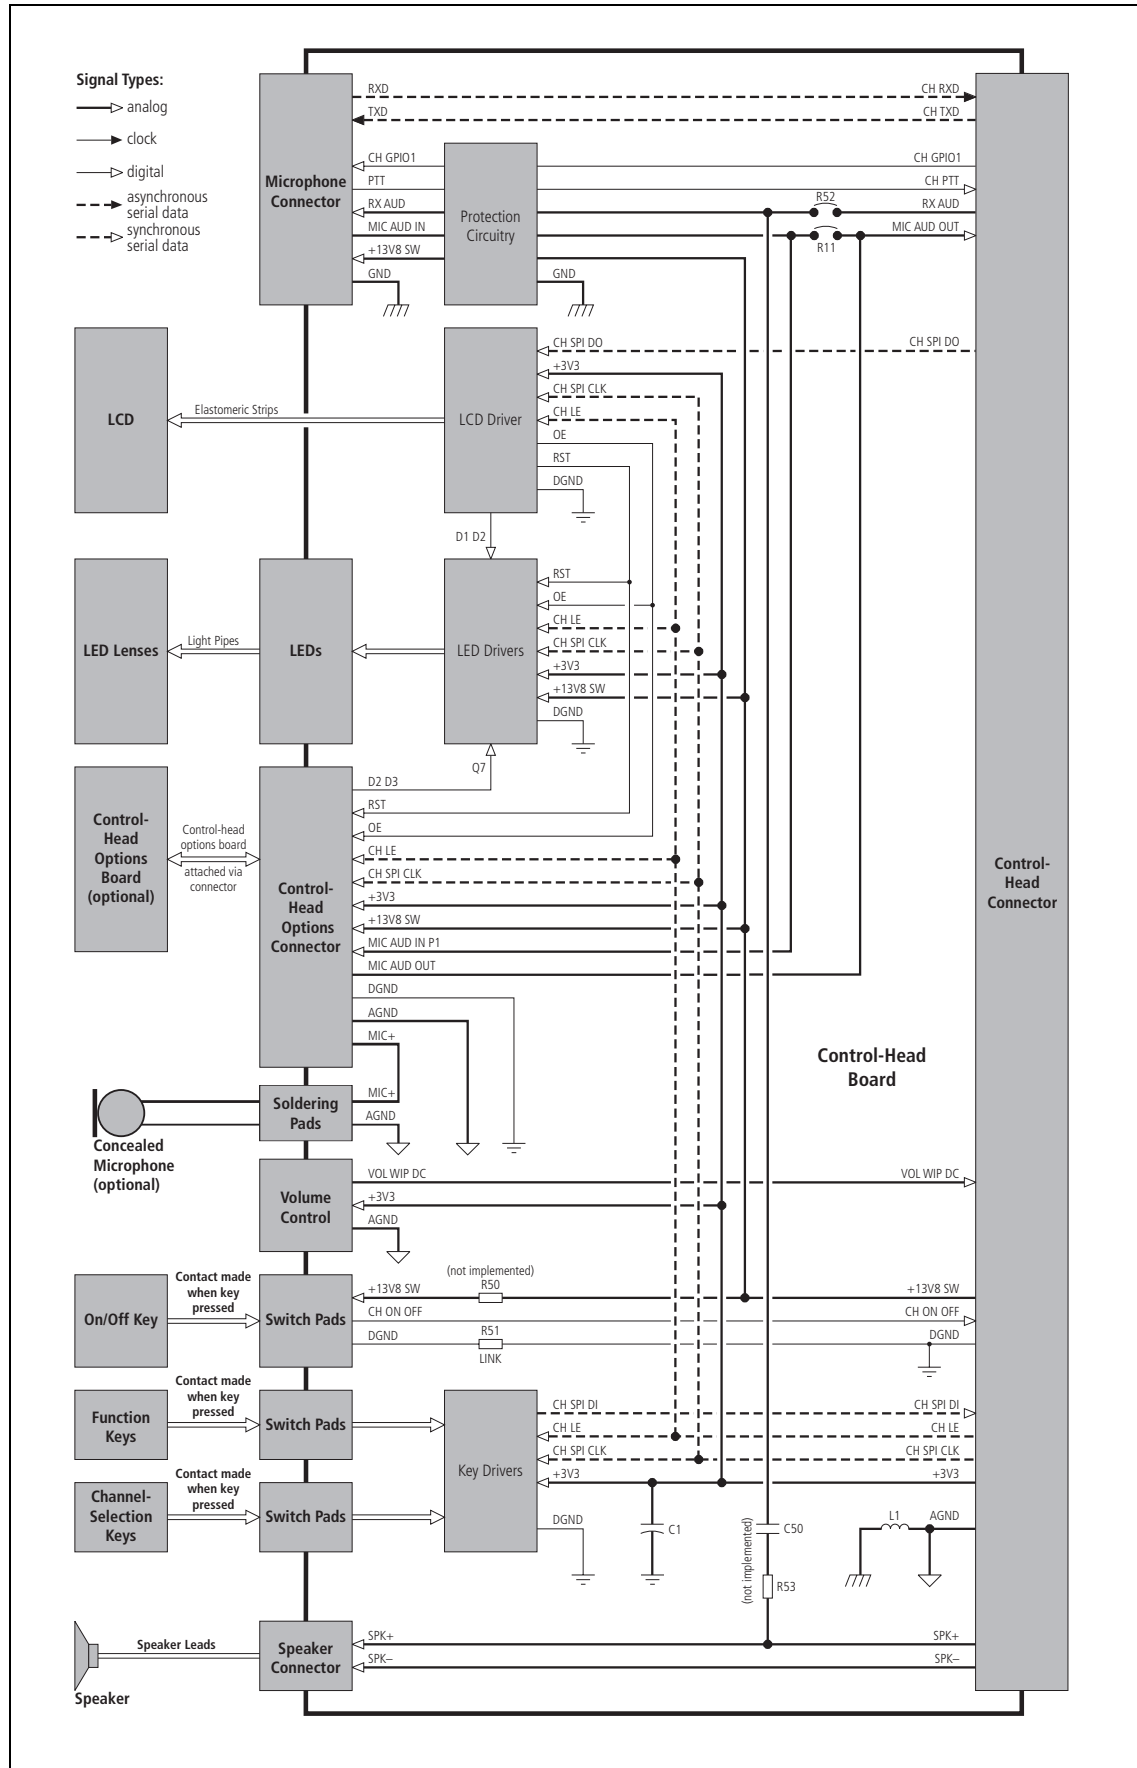 Signal Types:
analog
clock
digital
asynchronous
serial data
synchronous
serial data
Microphone
Connector
RXD
CH RXD
TXD
CH TXD
CH GPIO1
CH GPIO1
PTT
CH PTT
RX AUD
R52
RX AUD
MIC AUD IN
R11
MIC AUD OUT
+13V8 SW
GND
GND
Protection
Circuitry
LCD
Elastomeric Strips
LCD Driver
CH SPI DO
CH SPI DO
+3V3
CH SPI CLK
CH LE
OE
RST
DGND
D1 D2
LED Lenses
Light Pipes
LEDs
LED Drivers
RST
OE
CH LE
CH SPI CLK
+3V3
+13V8 SW
DGND
Q7
Control-
Head
Options
Board
(optional)
Control-head
options board
attached via
connector
Control-
Head
Options
Connector
D2 D3
RST
OE
CH LE
CH SPI CLK
+3V3
+13V8 SW
MIC AUD IN P1
MIC AUD OUT
DGND
AGND
MIC+
Control-
Head
Connector
Control-Head
Board
Concealed
Microphone
(optional)
Soldering
Pads
MIC+
AGND
Volume
Control
VOL WIP DC
VOL WIP DC
+3V3
AGND
On/Off Key
Contact made
when key
pressed
Switch Pads
(not implemented)
+13V8 SW
R50
+13V8 SW
CH ON OFF
CH ON OFF
DGND
R51
LINK
DGND
Function
Keys
Contact made
when key
pressed
Switch Pads
Channel-
Selection
Keys
Contact made
when key
pressed
Switch Pads
Key Drivers
CH SPI DI
CH SPI DI
CH LE
CH LE
CH SPI CLK
CH SPI CLK
+3V3
+3V3
DGND
C1
C50
L1
AGND
(not implemented)
R53
Speaker
Speaker Leads
Speaker
Connector
SPK+
SPK+
SPK–
SPK–